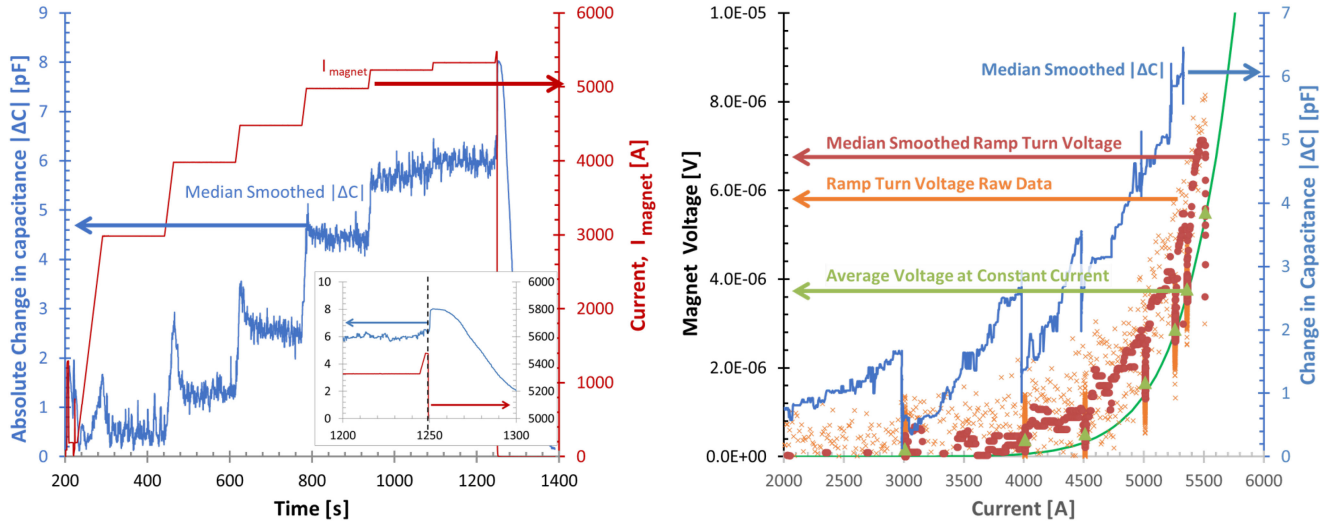 Absolute Change in capacitance |ΔC| [pF]
9
8
7
6
5
4
3
2
1
0
I magnet
Median Smoothed |ΔC|
6000
5000
4000
3000
2000
1000
0
Current, I magnet [A]
10
8
6
4
2
0
6000
5800
5600
5400
5200
5000
1200 1250 1300
200 400 600 800 1000 1200 1400
Time [s]
Magnet Voltage [V]
1.0E-05
8.0E-06
6.0E-06
4.0E-06
2.0E-06
0.0E+00
Median Smoothed |ΔC|
Median Smoothed Ramp Turn Voltage
Ramp Turn Voltage Raw Data
Average Voltage at Constant Current
7
6
5
4
3
2
1
0
Change in Capacitance |ΔC| [pF]
2000 2500 3000 3500 4000 4500 5000 5500 6000
Current [A]